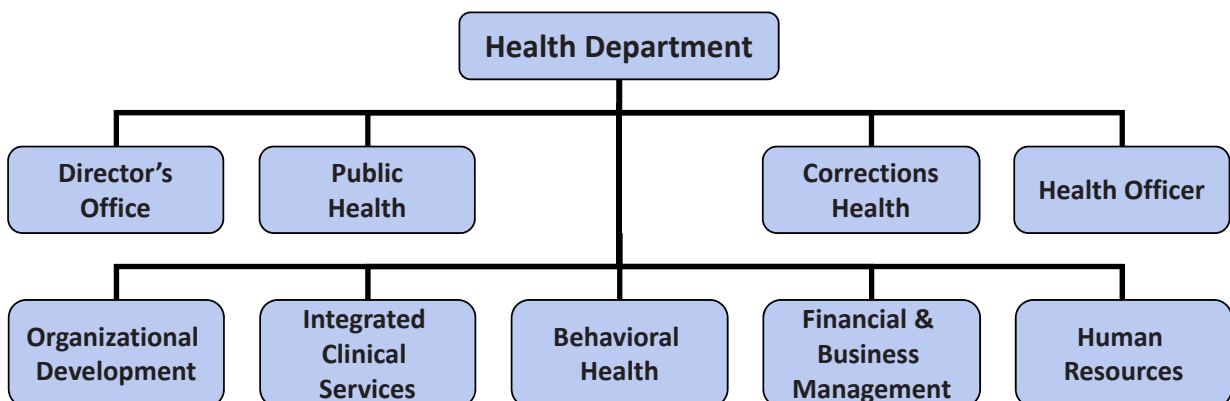 Health Department
Director’s
Office
Public
Health
Corrections
Health
Health Officer
Organizational
Development
Integrated
Clinical
Services
Behavioral
Health
Financial &
Business
Management
Human
Resources